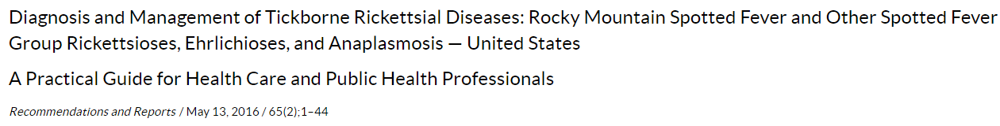 Diagnosis and Management of Tickborne Rickettsial Diseases: Rocky Mountain Spotted Fever and Other Spotted Fever
Group Rickettsioses, Ehrlichioses, and Anaplasmosis — United States
A Practical Guide for Health Care and Public Health Professionals
Recommendations and Reports / May 13, 2016 / 65(2);1–44